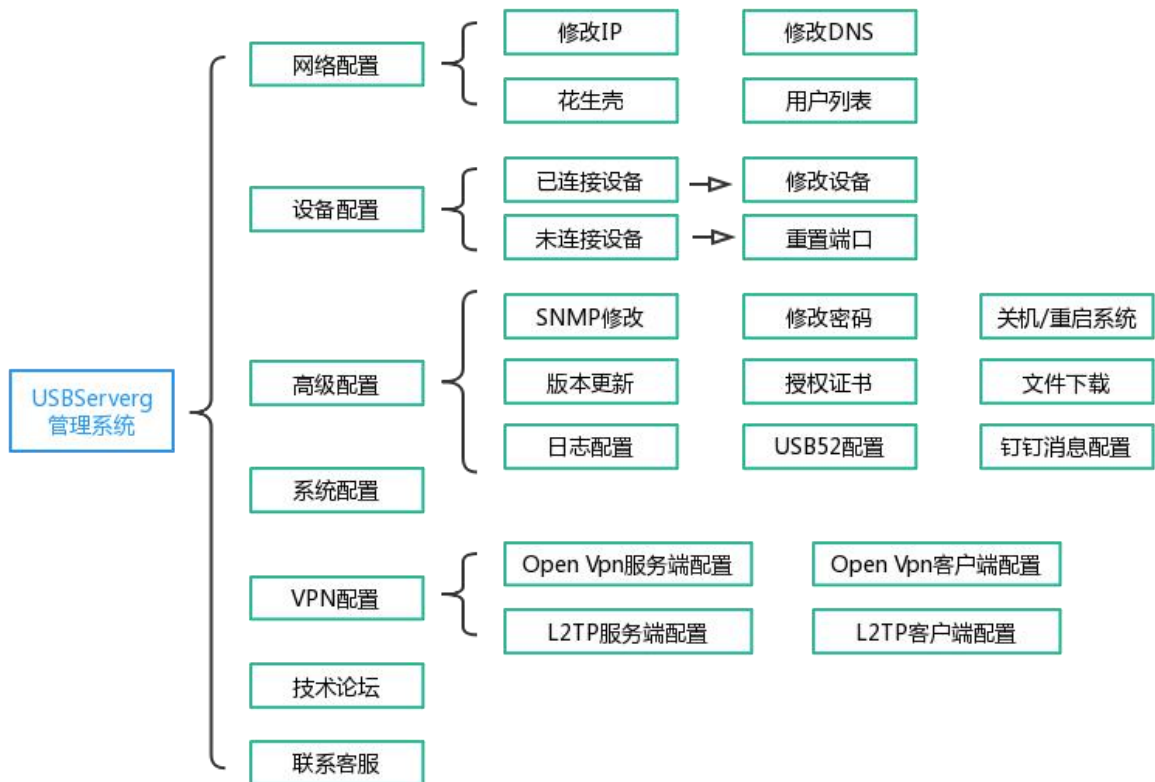 USBServerg
管理系统
网络配置
修改IP
修改DNS
花生壳
用户列表
设备配置
已连接设备
修改设备
未连接设备
重置端口
高级配置
SNMP修改
修改密码
关机/重启系统
版本更新
授权证书
文件下载
日志配置
USB52配置
钉钉消息配置
系统配置
VPN配置
Open Vpn服务端配置
Open Vpn客户端配置
L2TP服务端配置
L2TP客户端配置
技术论坛
联系客服